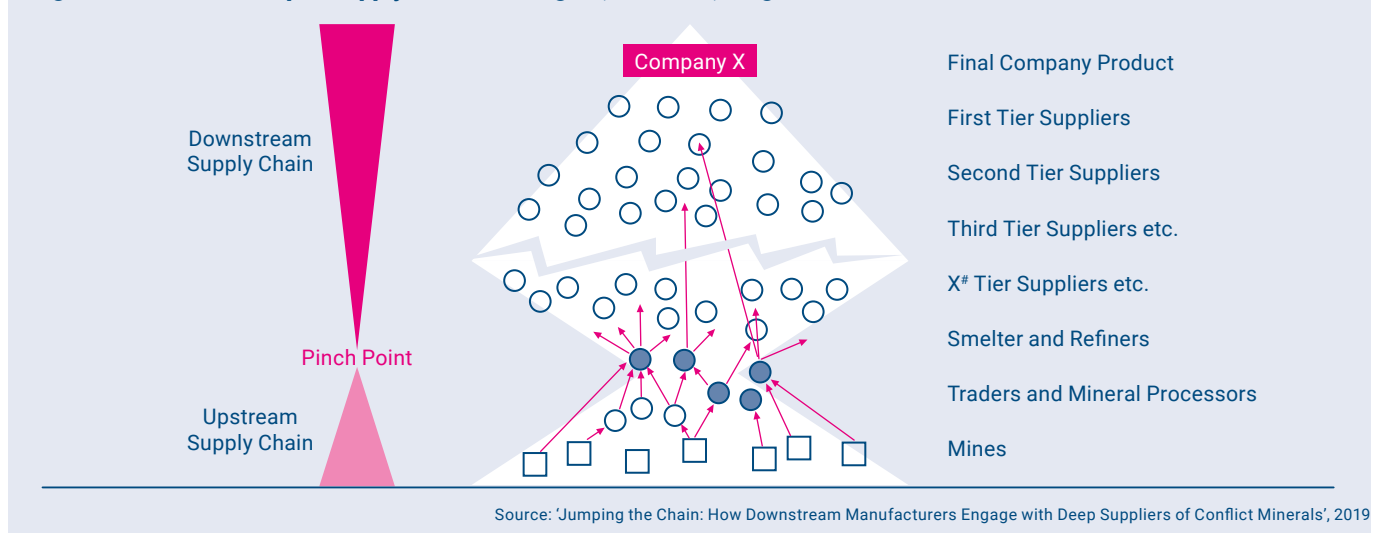 Company X
Final Company Product
First Tier Suppliers
Downstream
Supply Chain
Second Tier Suppliers
Third Tier Suppliers etc.
X# Tier Suppliers etc.
Smelter and Refiners
Pinch Point
Traders and Mineral Processors
Upstream
Supply Chain
Mines
Source: ‘Jumping the Chain: How Downstream Manufacturers Engage with Deep Suppliers of Conflict Minerals’, 2019